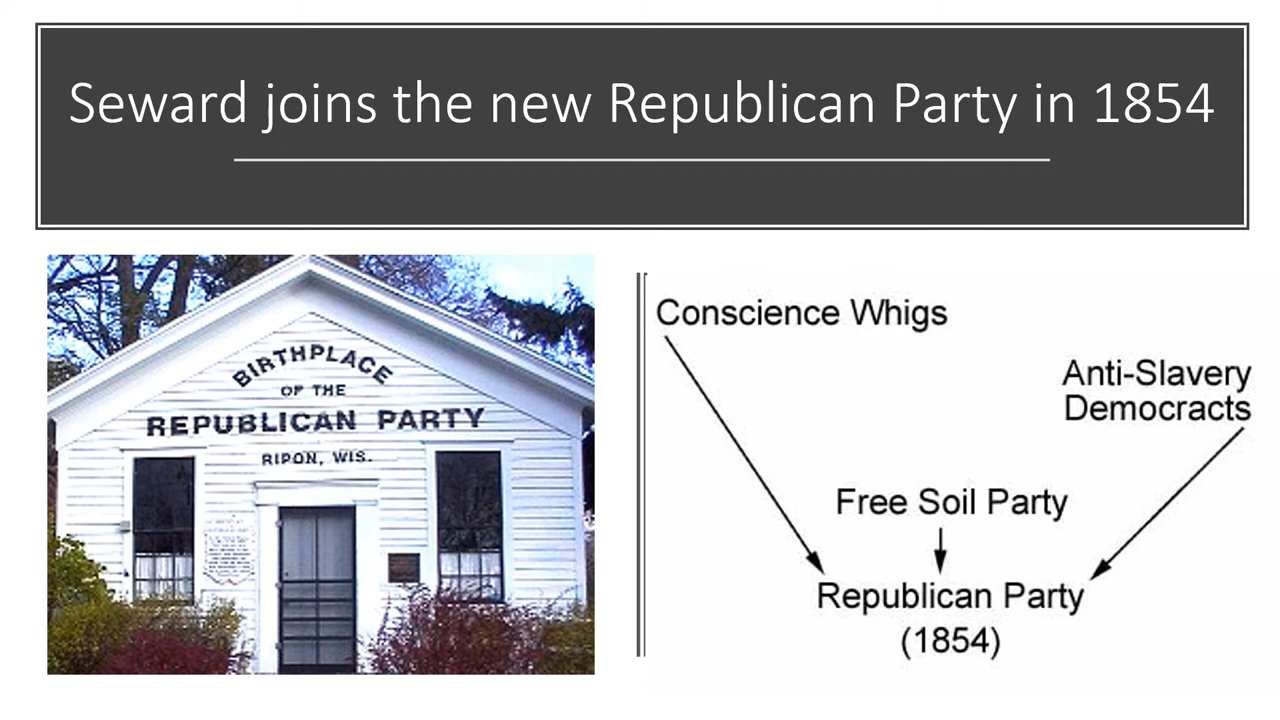 Seward joins the new Republican Party in 1854
BIRTHPLACE
OF THE
REPUBLICAN PARTY
RIPON, WIS.
Conscience Whigs
Anti-Slavery
Democracts
Free Soil Party
Republican Party
(1854)